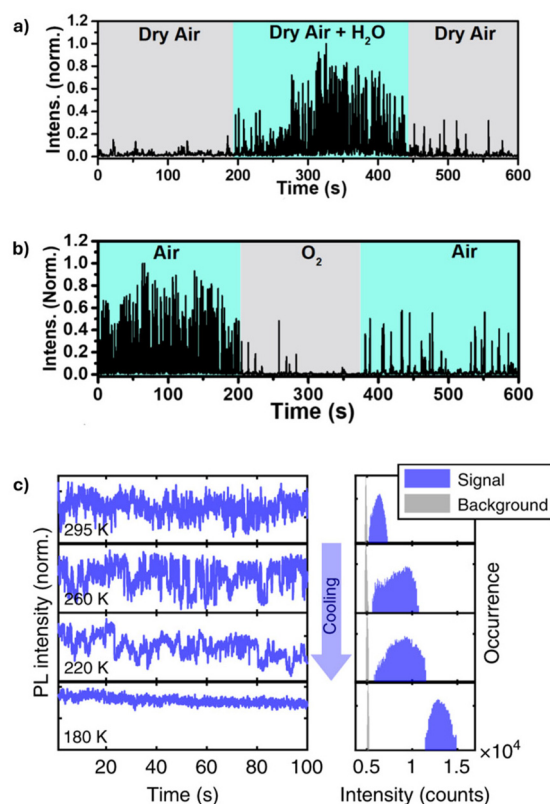 a)
Dry Air Dry Air + H₂O Dry Air
Intens. (norm.)
1.2
1.0
0.8
0.6
0.4
0.2
0.0
0 100 200 300 400 500 600
Time (s)
b)
Air O₂ Air
Intens. (Norm.)
1.2
1.0
0.8
0.6
0.4
0.2
0.0
0 100 200 300 400 500 600
Time (s)
c)
Signal
Background
PL intensity (norm.)
295 K
260 K
220 K
180 K
Cooling
Occurrence
20 40 60 80 100
Time (s)
0.5 1 1.5
×10⁴
Intensity (counts)